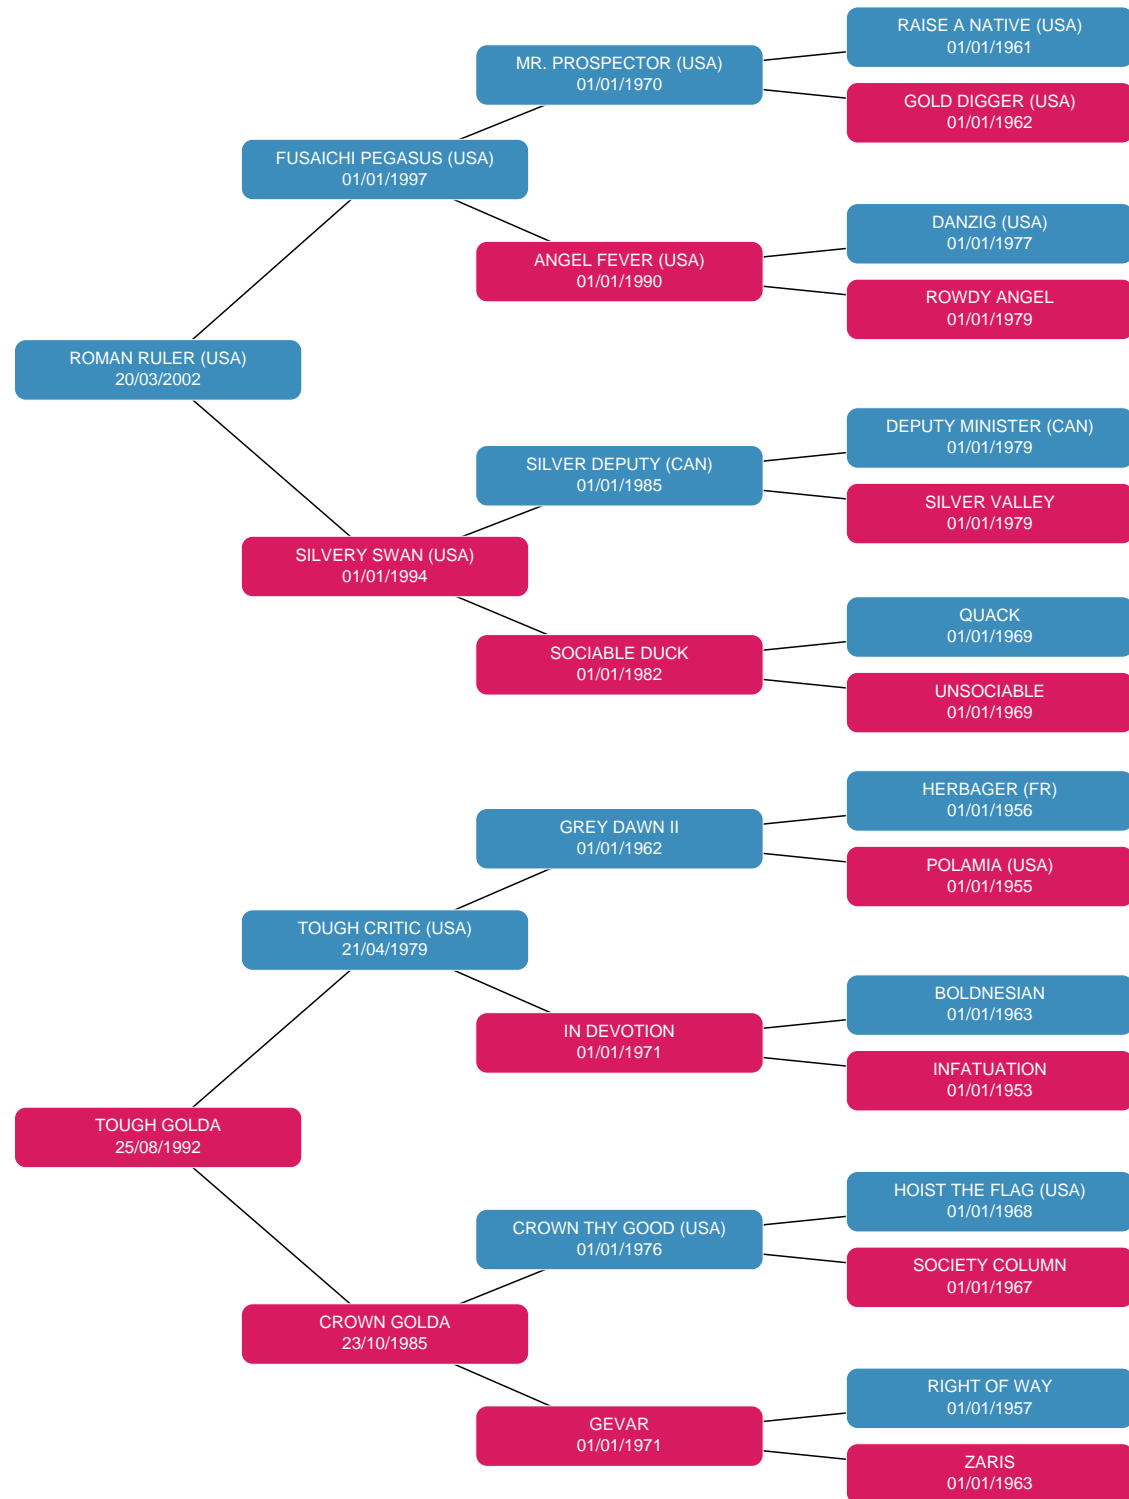 RAISE A NATIVE (USA)
01/01/1961
MR. PROSPECTOR (USA)
01/01/1970
GOLD DIGGER (USA)
01/01/1962
FUSAICHI PEGASUS (USA)
01/01/1997
DANZIG (USA)
01/01/1977
ANGEL FEVER (USA)
01/01/1990
ROWDY ANGEL
01/01/1979
ROMAN RULER (USA)
20/03/2002
DEPUTY MINISTER (CAN)
01/01/1979
SILVER DEPUTY (CAN)
01/01/1985
SILVER VALLEY
01/01/1979
SILVERY SWAN (USA)
01/01/1994
QUACK
01/01/1969
SOCIABLE DUCK
01/01/1982
UNSOCIABLE
01/01/1969
HERBAGER (FR)
01/01/1956
GREY DAWN II
01/01/1962
POLAMIA (USA)
01/01/1955
TOUGH CRITIC (USA)
21/04/1979
BOLDNESIAN
01/01/1963
IN DEVOTION
01/01/1971
INFATUATION
01/01/1953
TOUGH GOLDA
25/08/1992
HOIST THE FLAG (USA)
01/01/1968
CROWN THY GOOD (USA)
01/01/1976
SOCIETY COLUMN
01/01/1967
CROWN GOLDA
23/10/1985
RIGHT OF WAY
01/01/1957
GEVAR
01/01/1971
ZARIS
01/01/1963